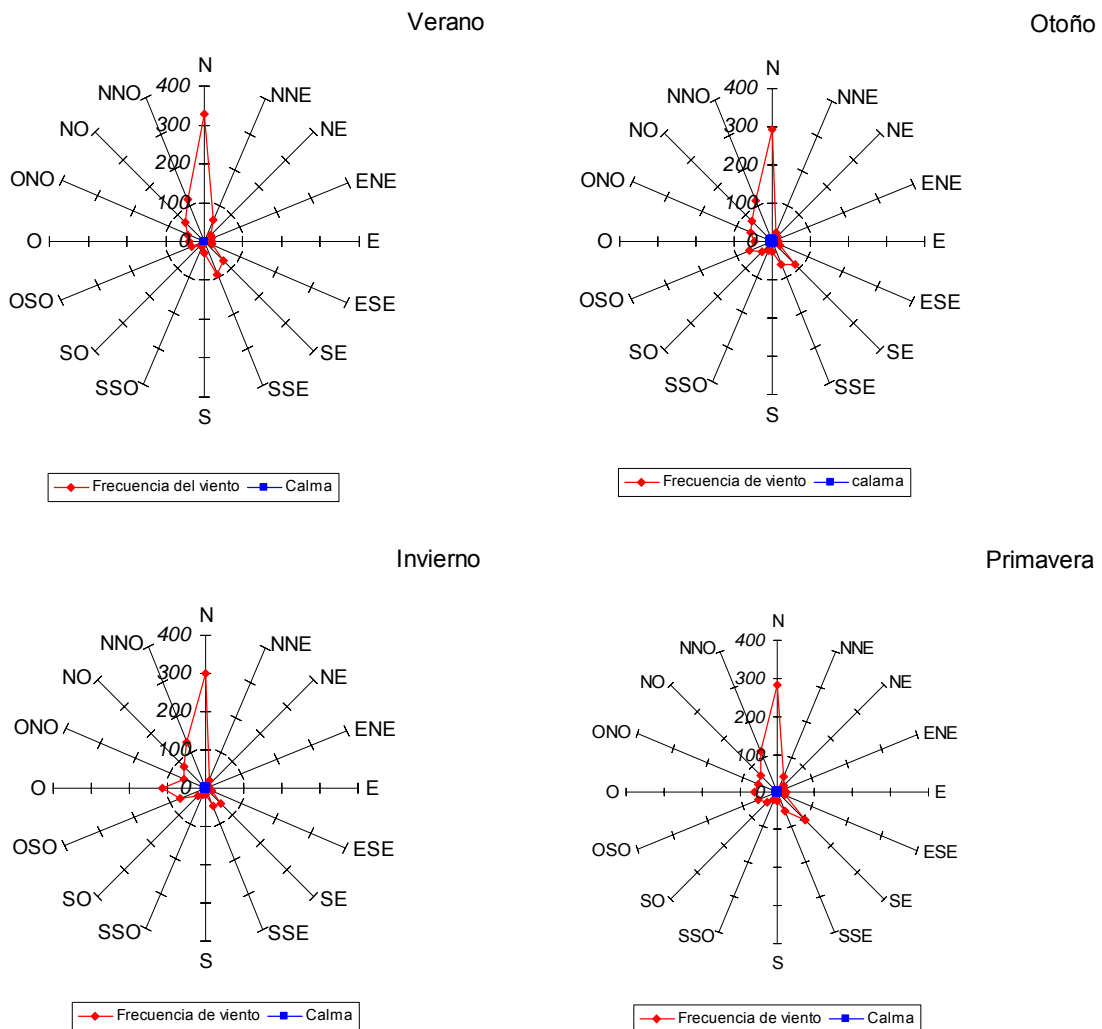 Verano
N
400
NNO
NNE
NO
300
NE
200
ONO
ENE
100
O
0
E
OSO
ESE
SO
SE
SSO
SSE
S
Frecuencia del viento Calma
Otoño
N
400
NNO
NNE
NO
300
NE
200
ONO
ENE
100
O
0
E
OSO
ESE
SO
SE
SSO
SSE
S
Frecuencia de viento calama
Invierno
N
400
NNO
NNE
NO
300
NE
200
ONO
ENE
100
O
0
E
OSO
ESE
SO
SE
SSO
SSE
S
Frecuencia de viento Calma
Primavera
N
400
NNO
NNE
NO
300
NE
200
ONO
ENE
100
O
0
E
OSO
ESE
SO
SE
SSO
SSE
S
Frecuencia de viento Calma